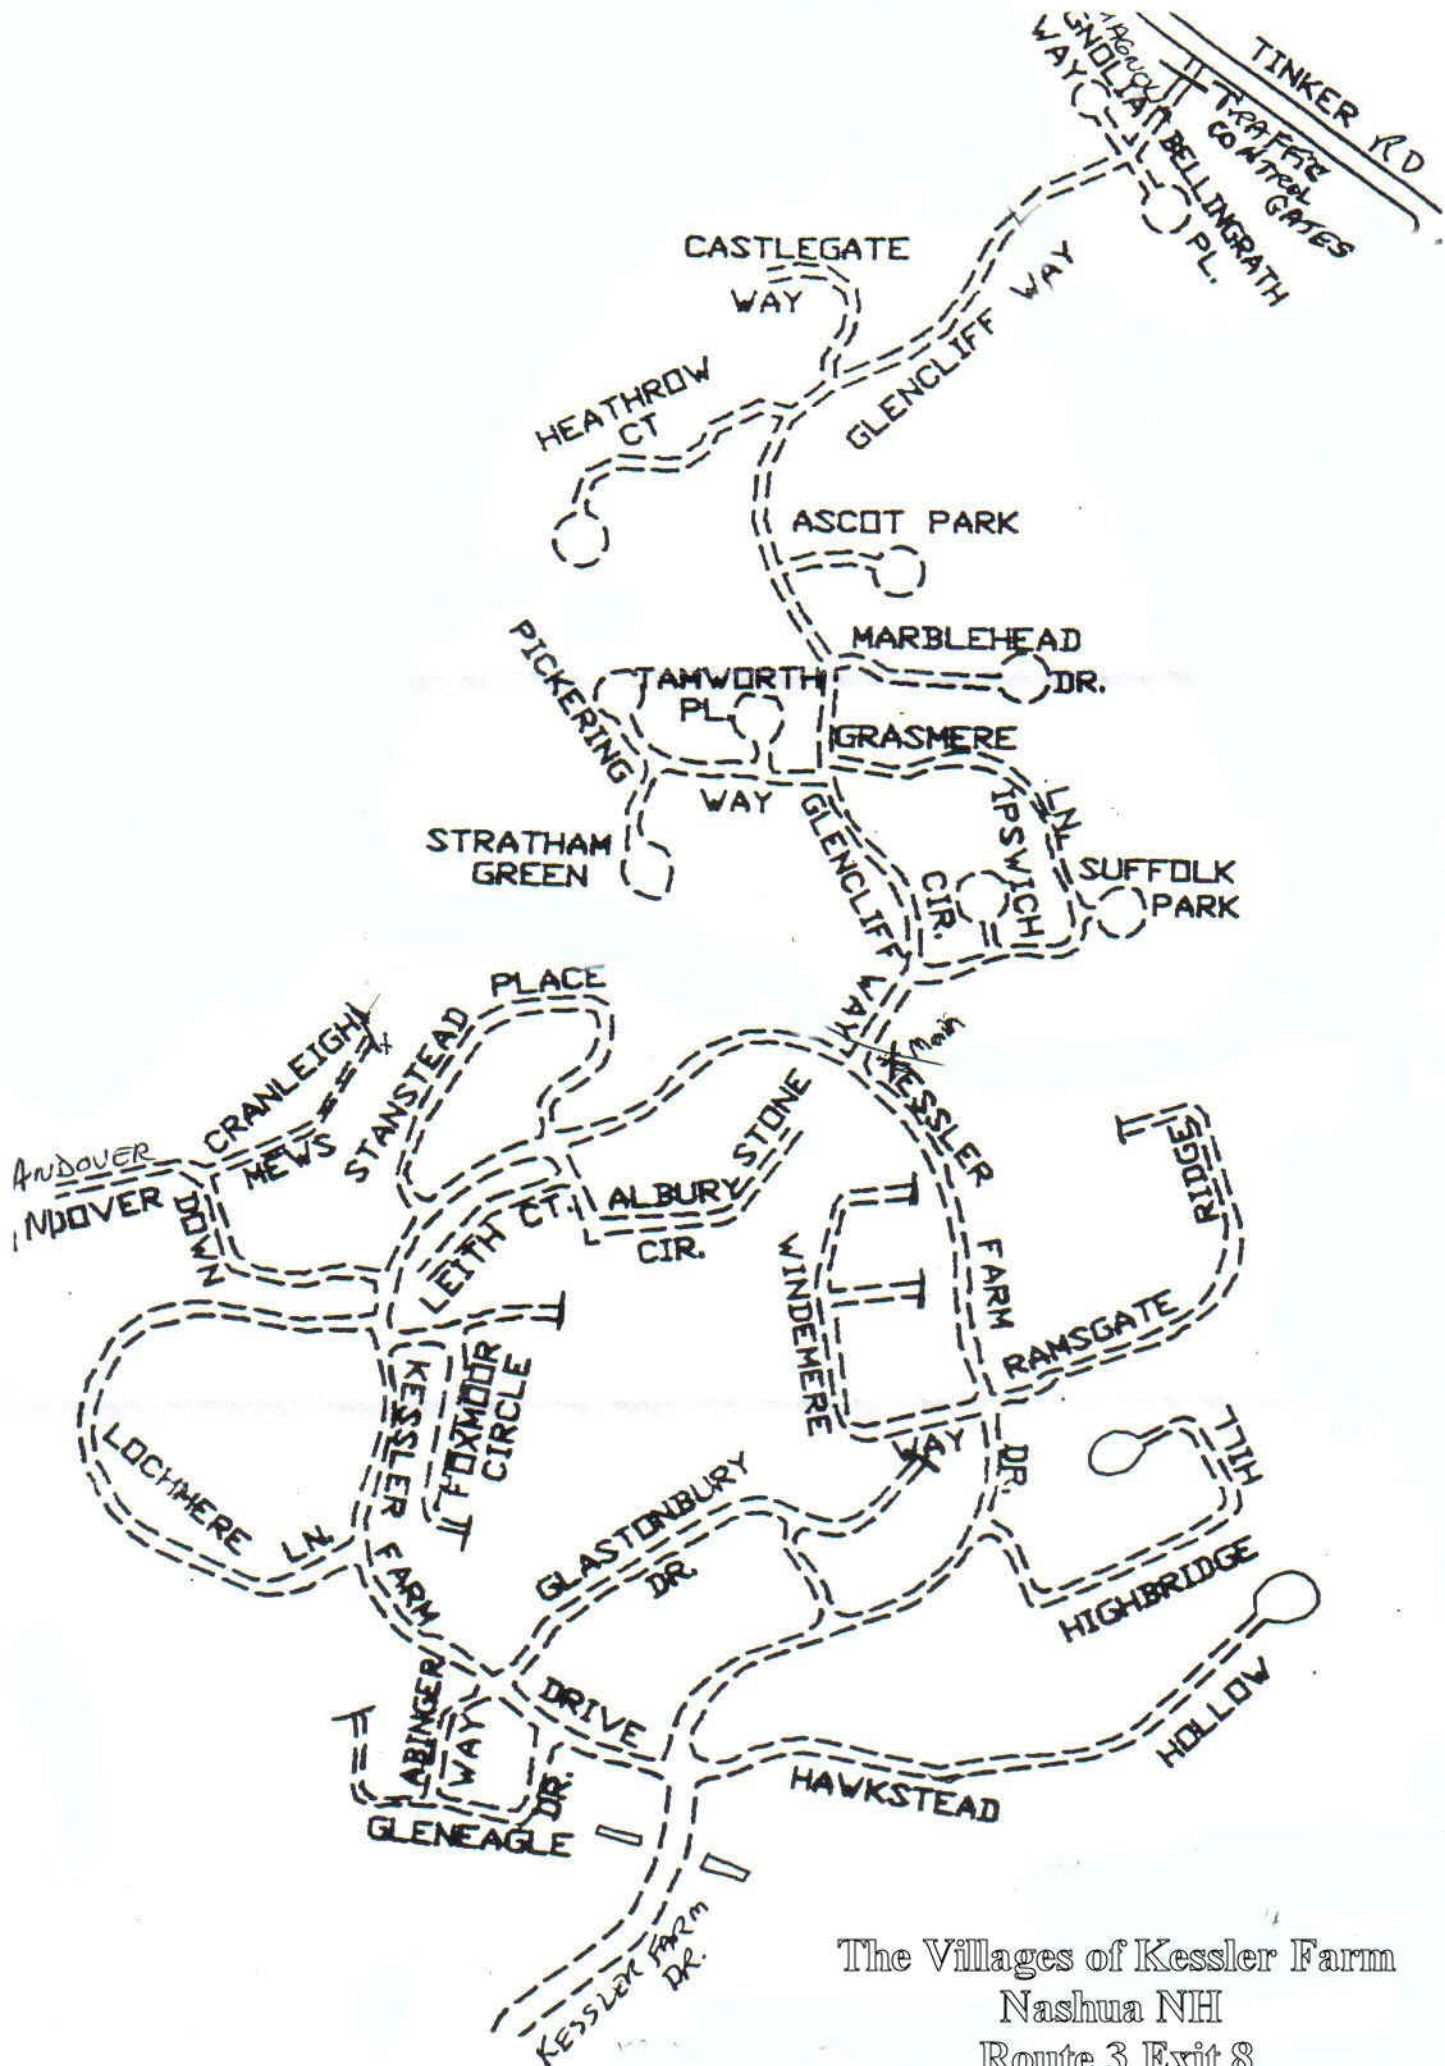 TINKER RD
TRAFFIC
CONTROL
GATES
GNOLIA
WAY
BELLINGRATH
PL.
CASTLEGATE
WAY
GLENCLIFF WAY
HEATHROW
CT
ASCOT PARK
MARBLEHEAD
DR.
PICKERING
WAY
TAMWORTH
PL.
GRASMERE
LN.
IPSWICH
CIR.
STRATHAM
GREEN
SUFFOLK
PARK
GLENCLIFF WAY
Main
PLACE
STANSTEAD
CRANLEIGH
MEWS
ANDOVER
NDOVER
DOWN
STONE
ALBURY
CIR.
LEITH CT.
KESSLER
FARM
DR.
RIDGE
RAMSGATE
WINDEMERE
WAY
FOXMOOR
CIRCLE
KESSLER
FARM
DRIVE
LOCHMERE LN.
GLASTONBURY
DR.
HILL
HIGHBRIDGE
HOLLOW
HAWKSTEAD
ABINGER
WAY
DR.
GLENEAGLE
KESSLER FARM
DR.
The Villages of Kessler Farm
Nashua NH
Route 3 Exit 8